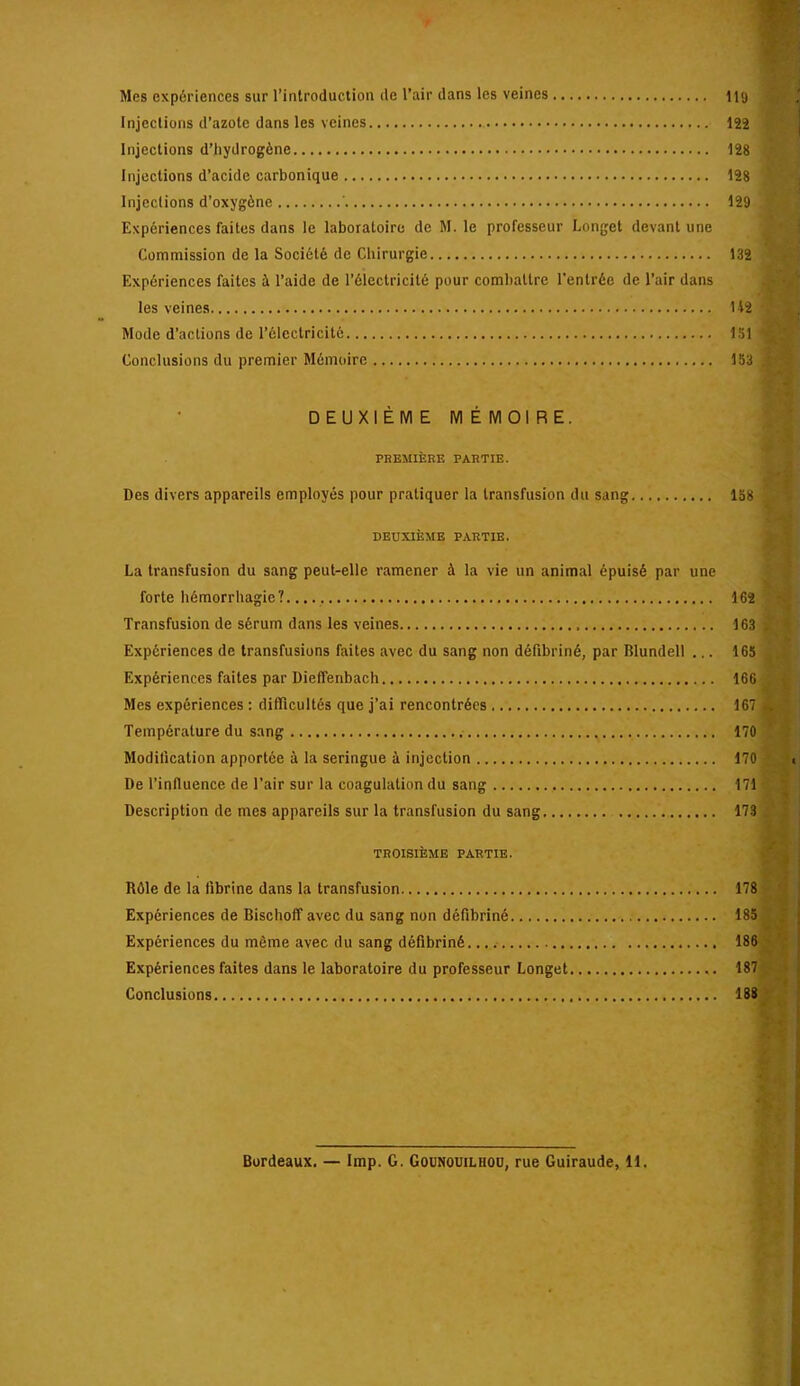 Mes expériences sur l'introduction de l'air dans les veines .................... 119
Injections d'azote dans les veines .................... 122
Injections d'hydrogène .................... 128
Injections d'acide carbonique .................... 128
Injections d'oxygène .................... 129
Expériences faites dans le laboratoire de M. le professeur Longet devant une
Commission de la Société de Chirurgie .................... 132
Expériences faites à l'aide de l'électricité pour combattre l'entrée de l'air dans
les veines .................... 142
Mode d'actions de l'électricité .................... 151
Conclusions du premier Mémoire .................... 153
DEUXIÈME MÉMOIRE.
PREMIÈRE PARTIE.
Des divers appareils employés pour pratiquer la transfusion du sang .......... 158
DEUXIÈME PARTIE.
La transfusion du sang peut-elle ramener à la vie un animal épuisé par une
forte hémorrhagie? .................... 162
Transfusion de sérum dans les veines .................... 163
Expériences de transfusions faites avec du sang non défibriné, par Blundell ... 165
Expériences faites par Dieffenbach .................... 166
Mes expériences : difficultés que j'ai rencontrées .................... 167
Température du sang .................... 170
Modification apportée à la seringue à injection .................... 170
De l'influence de l'air sur la coagulation du sang .................... 171
Description de mes appareils sur la transfusion du sang .................... 173
TROISIÈME PARTIE.
Rôle de la fibrine dans la transfusion .................... 178
Expériences de Bischoff avec du sang non défibriné .................... 185
Expériences du même avec du sang défibriné .................... 186
Expériences faites dans le laboratoire du professeur Longet .................... 187
Conclusions .................... 188
Bordeaux. — Imp. G. GOUNOUILHOU, rue Guiraude, 11.